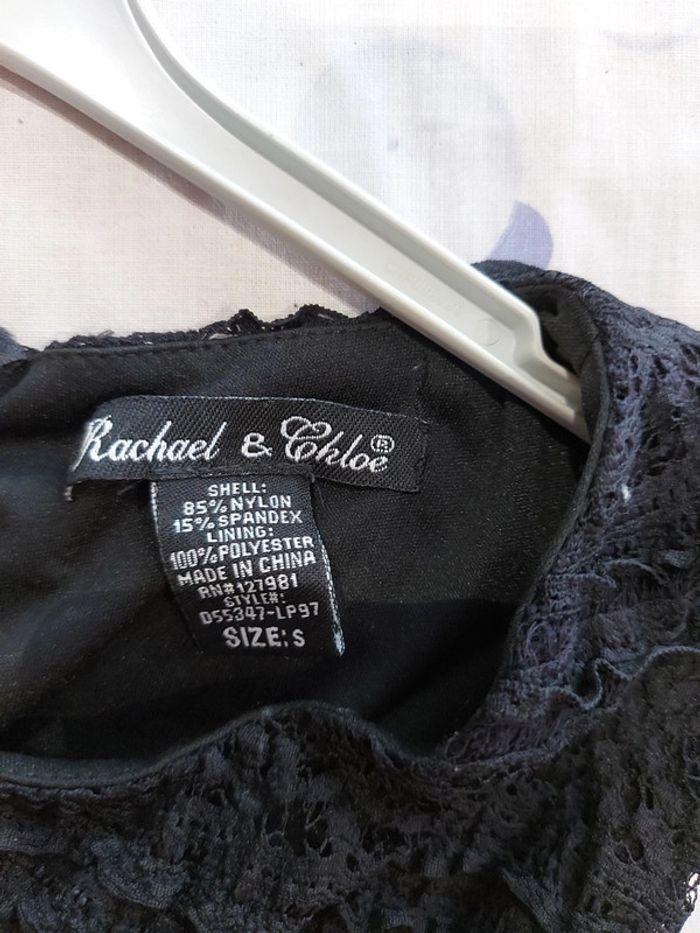 Rachael & Chloe®
SHELL:
85% NYLON
15% SPANDEX
LINING:
100% POLYESTER
MADE IN CHINA
RN#127981
STYLE#:
D55347-LP97
SIZE: S